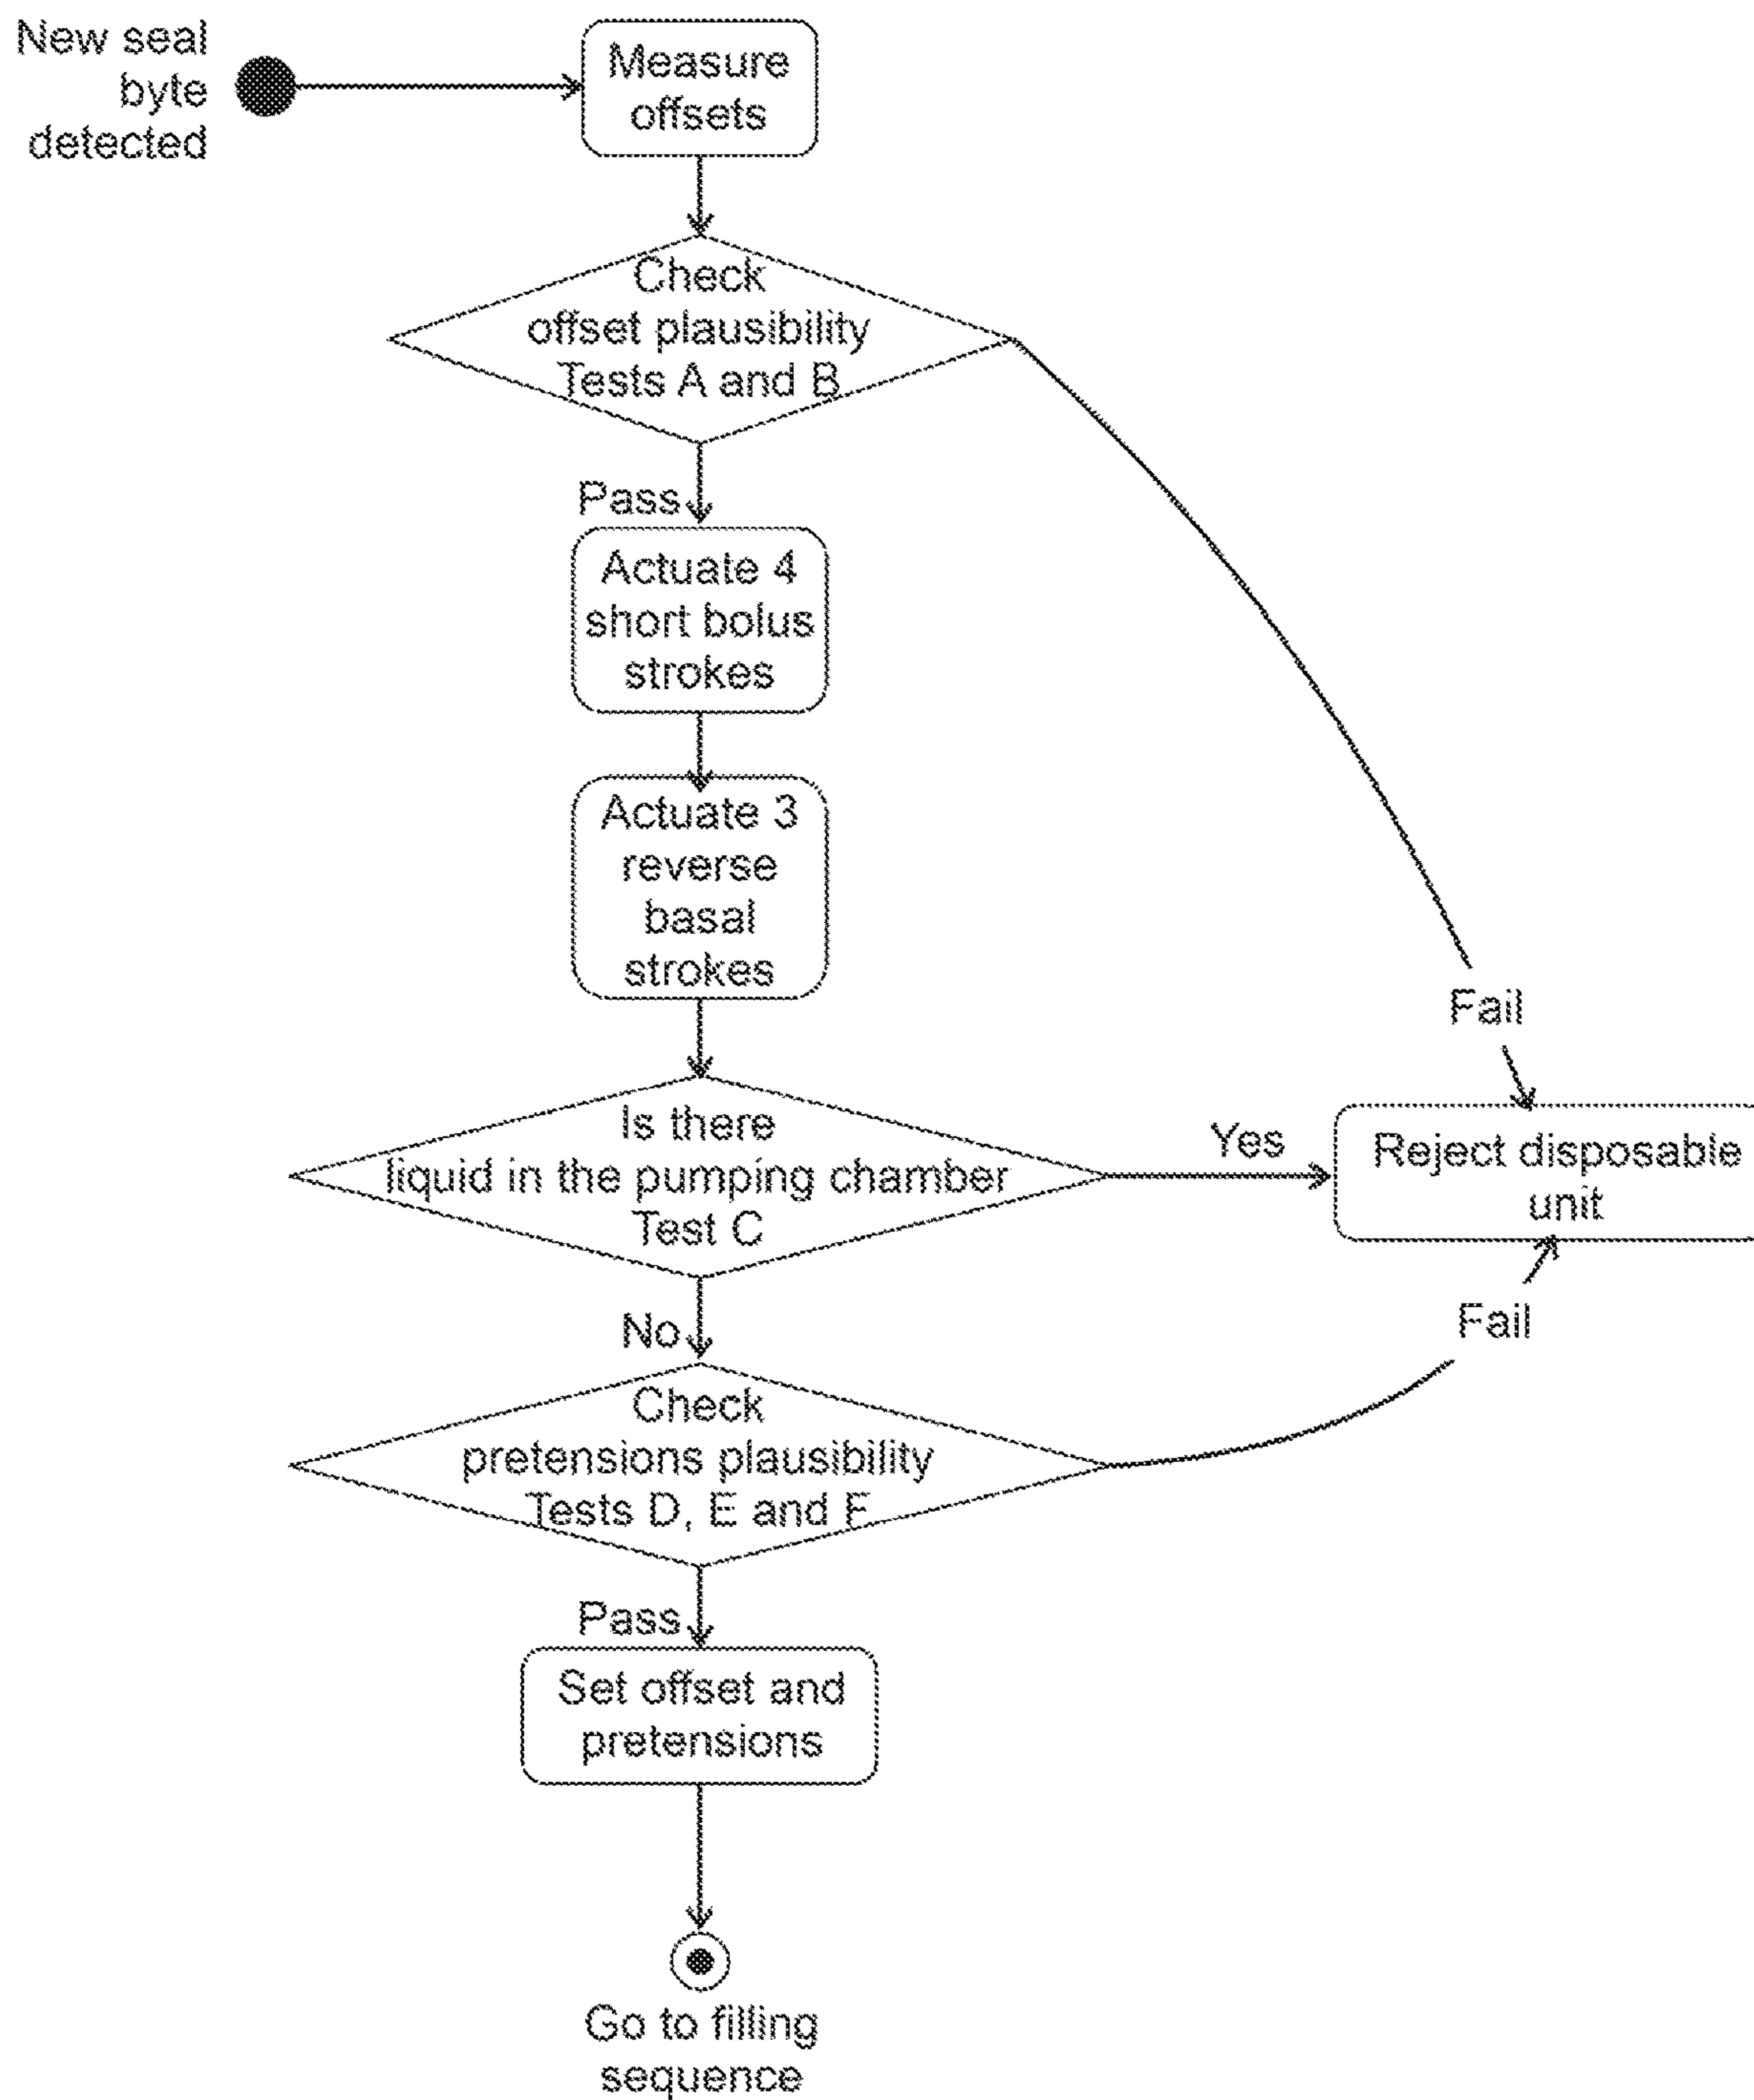 New seal
byte
detected
Measure
offsets
Check
offset plausibility
Tests A and B
Pass
Actuate 4
short bolus
strokes
Actuate 3
reverse
basal
strokes
Fail
Is there
liquid in the pumping chamber
Test C
Yes
Reject disposable
unit
No
Fail
Check
pretensions plausibility
Tests D, E and F
Pass
Set offset and
pretensions
Go to filling
sequence